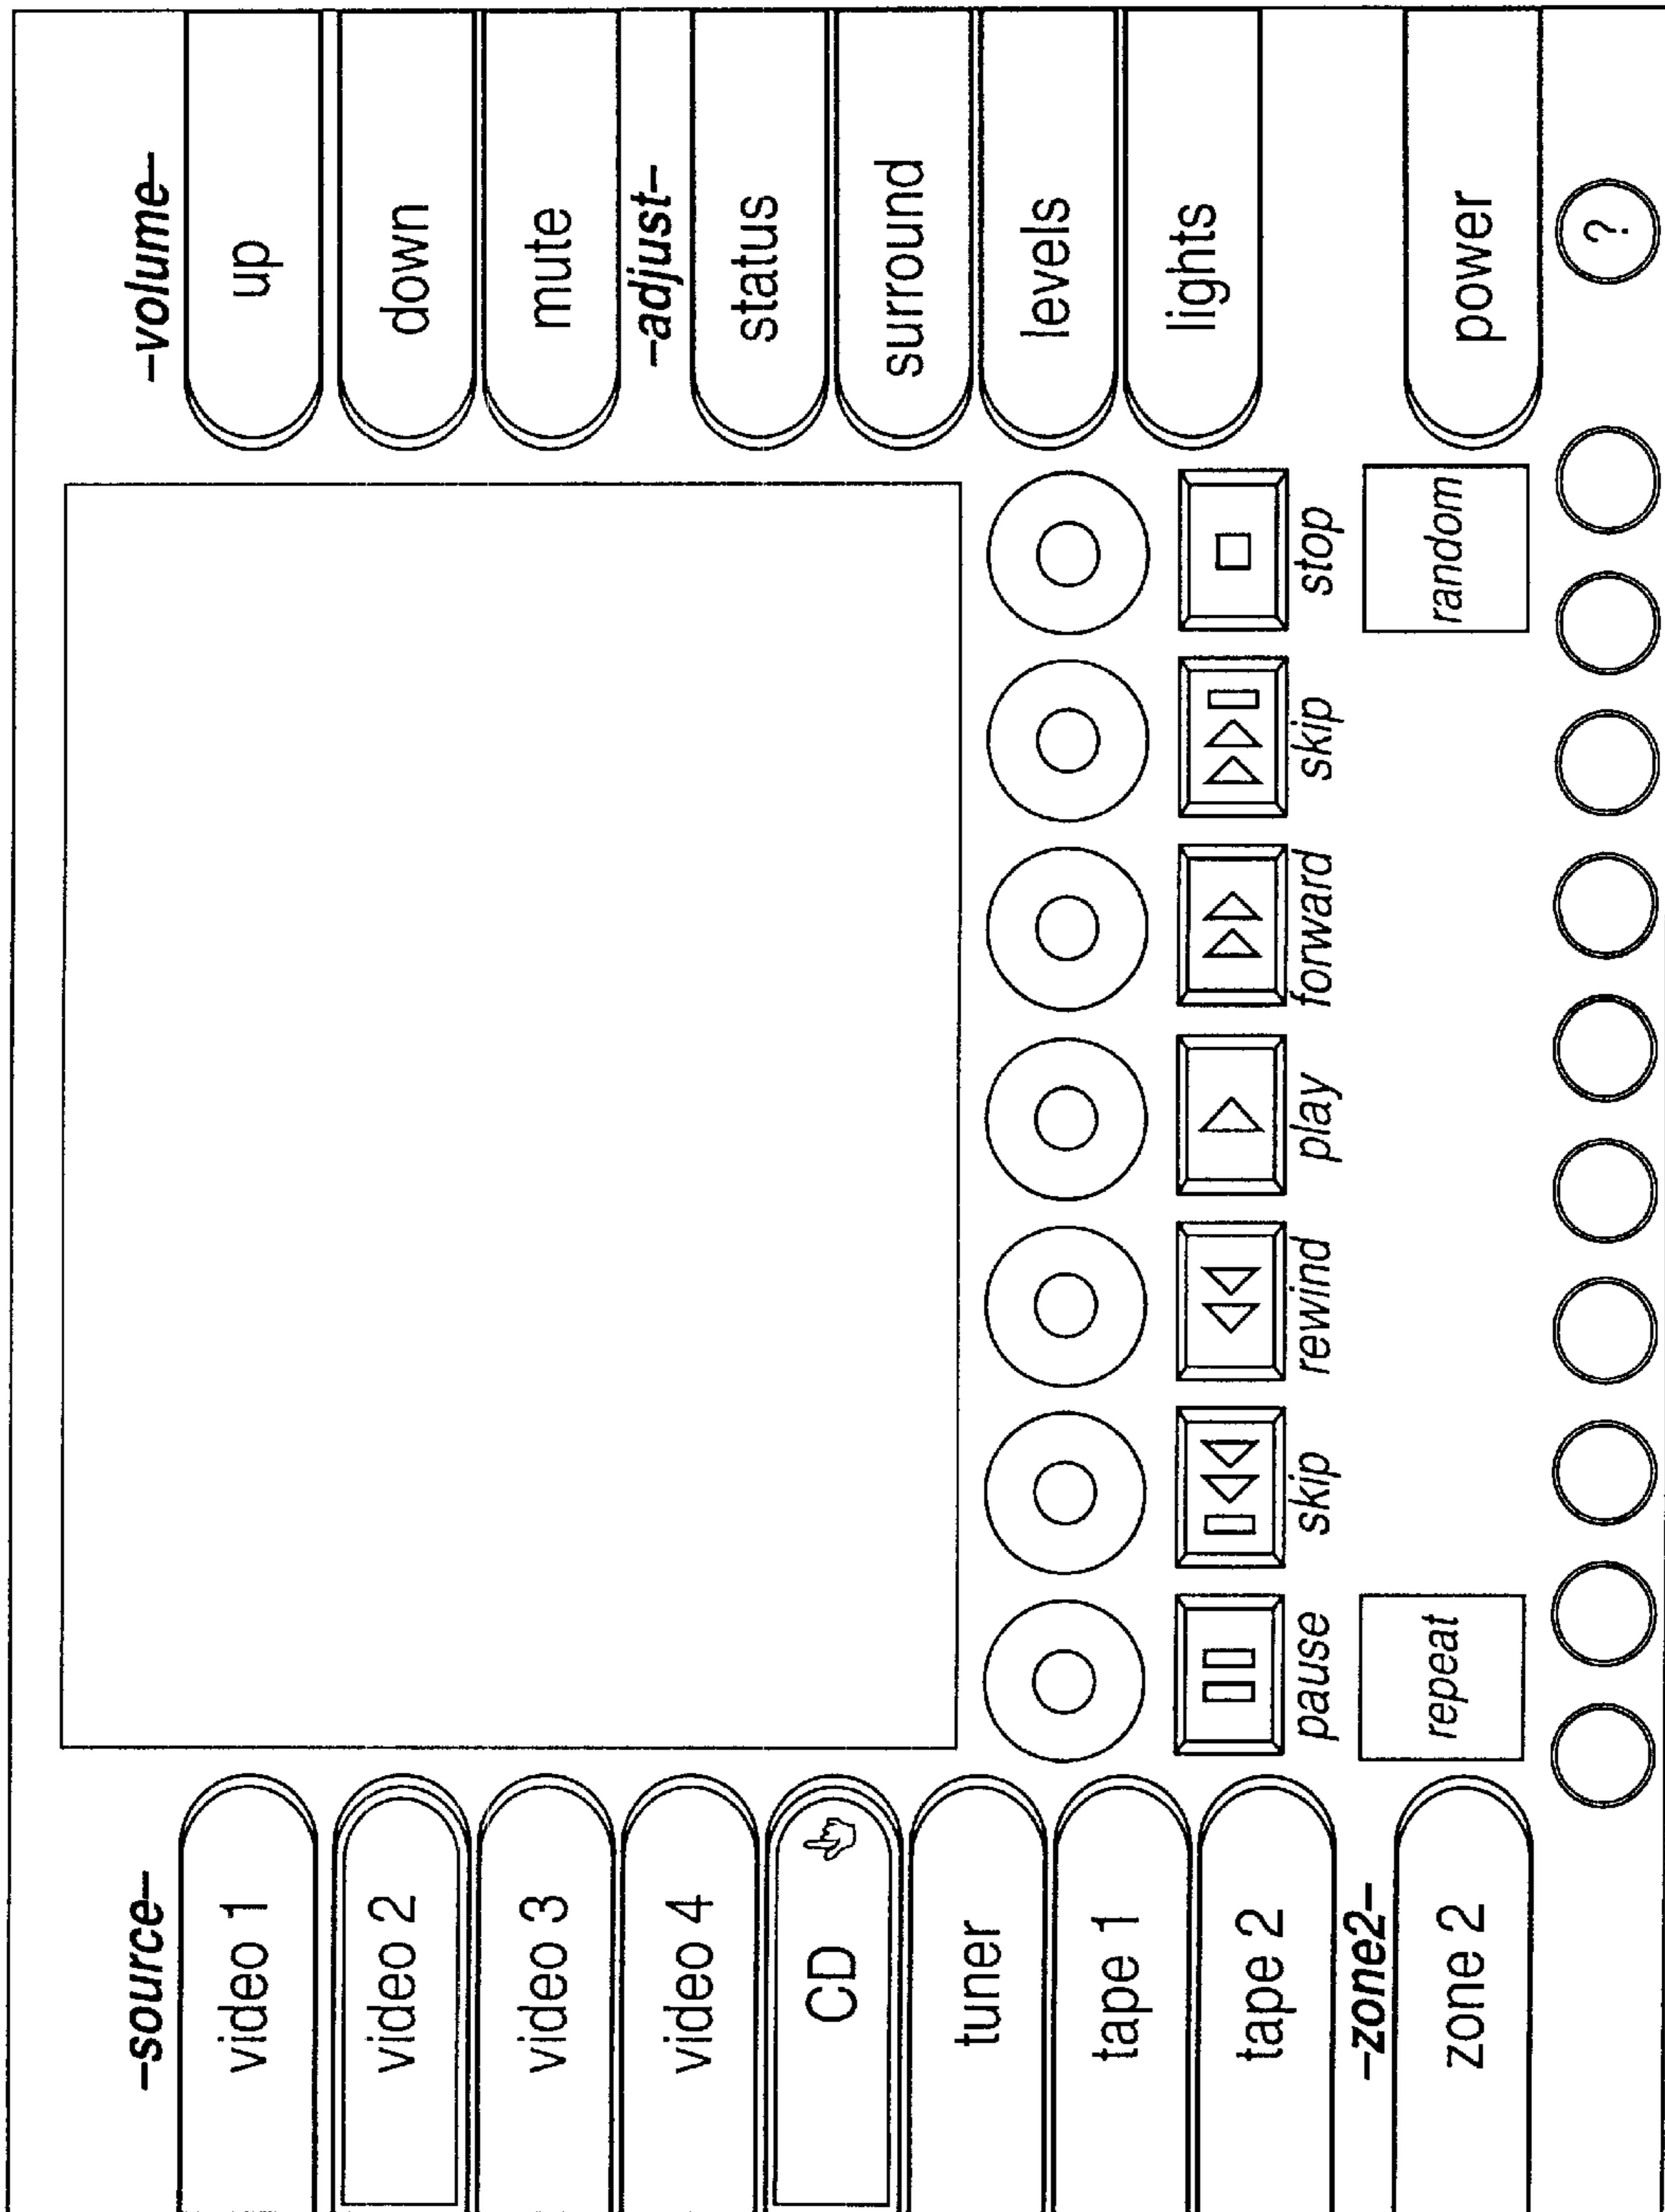 –source–
video 1
video 2
video 3
video 4
CD
tuner
tape 1
tape 2
–zone2–
zone 2
pause
skip
rewind
play
forward
skip
stop
repeat
random
–volume–
up
down
mute
–adjust–
status
surround
levels
lights
power
?